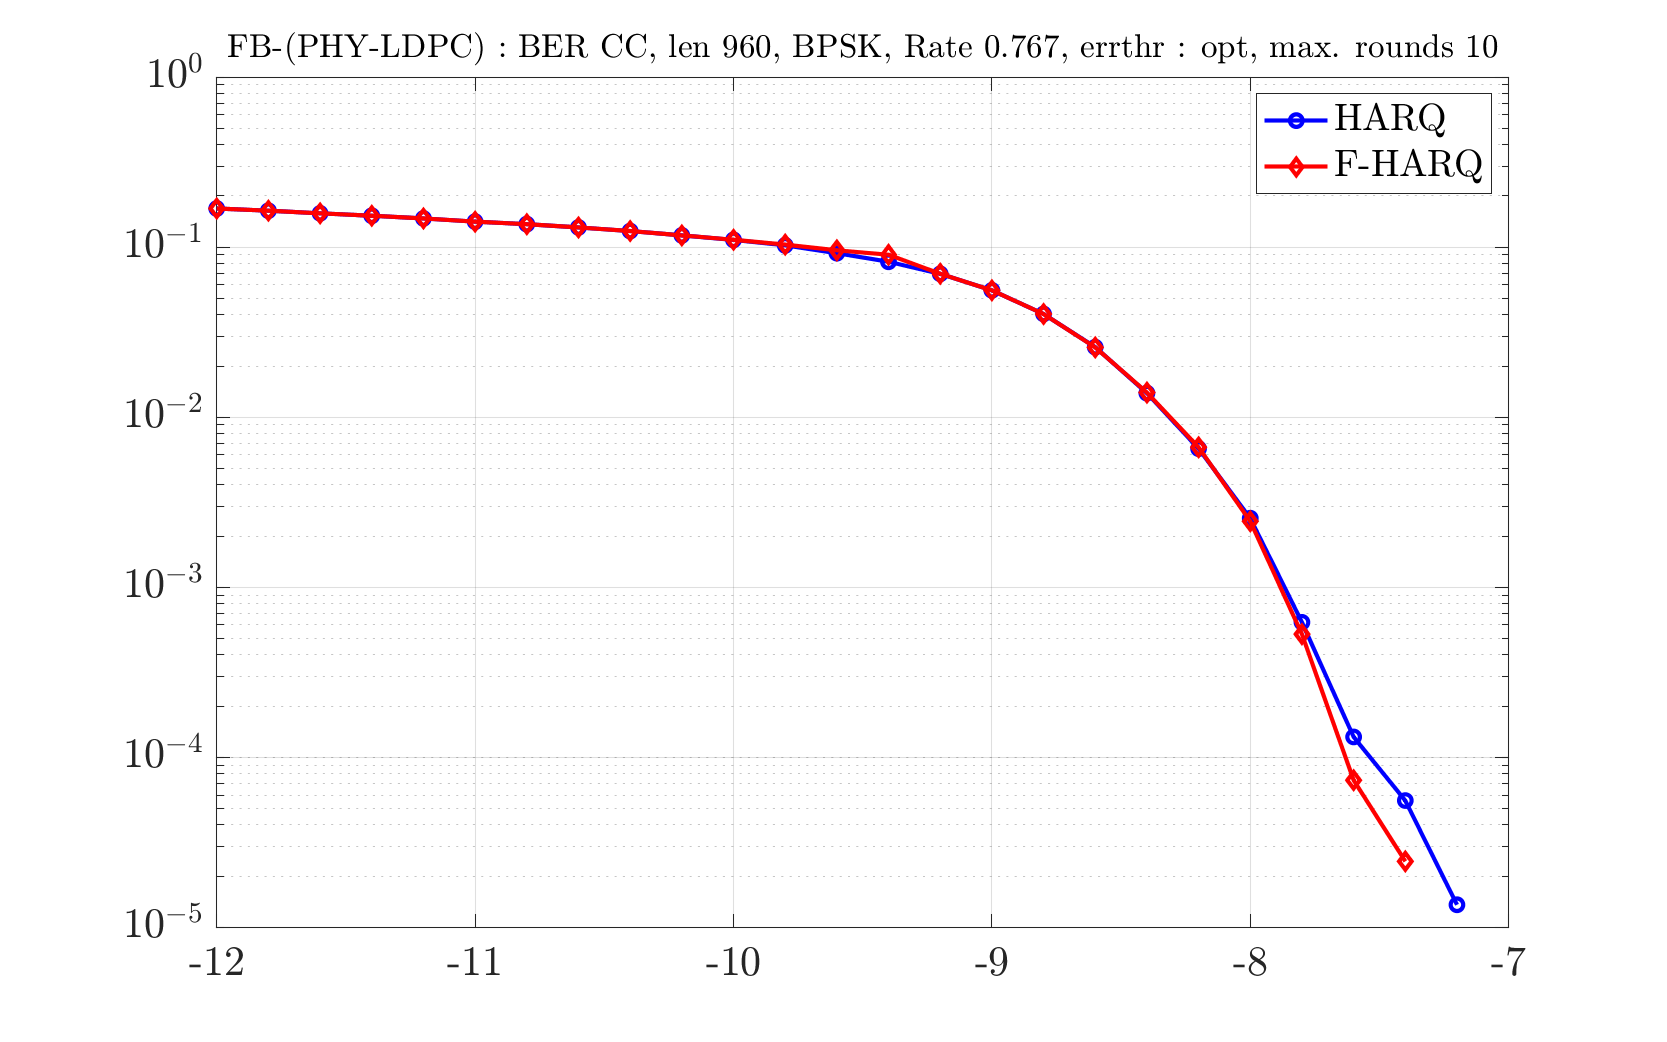 FB-(PHY-LDPC) : BER CC, len 960, BPSK, Rate 0.767, errthr : opt, max. rounds 10
10^0
HARQ
F-HARQ
10^−1
10^−2
10^−3
10^−4
10^−5
-12 -11 -10 -9 -8 -7